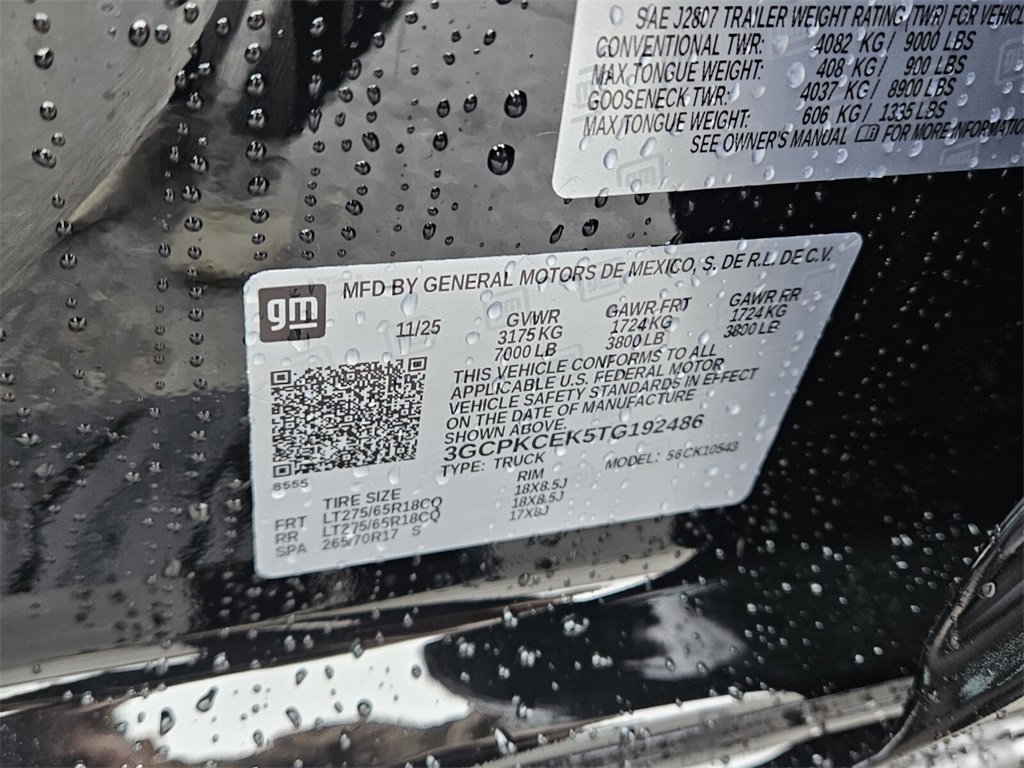 SAE J2807 TRAILER WEIGHT RATING (TWR) FOR VEHICL
CONVENTIONAL TWR: 4082 KG / 9000 LBS
MAX TONGUE WEIGHT: 408 KG / 900 LBS
GOOSENECK TWR: 4037 KG / 8900 LBS
MAX TONGUE WEIGHT: 606 KG / 1335 LBS
SEE OWNER'S MANUAL FOR MORE INFORMATIO
gm
MFD BY GENERAL MOTORS DE MEXICO, S. DE R.L. DE C.V.
11/25 GVWR GAWR FRT GAWR RR
3175 KG 1724 KG 1724 KG
7000 LB 3800 LB 3800 LB
THIS VEHICLE CONFORMS TO ALL
APPLICABLE U.S. FEDERAL MOTOR
VEHICLE SAFETY STANDARDS IN EFFECT
ON THE DATE OF MANUFACTURE
SHOWN ABOVE.
3GCPKCEK5TG192486
TYPE: TRUCK MODEL: 56CK10543
8555
TIRE SIZE RIM
FRT LT275/65R18CQ 18X8.5J
RR LT275/65R18CQ 18X8.5J
SPA 265/70R17 S 17X8J